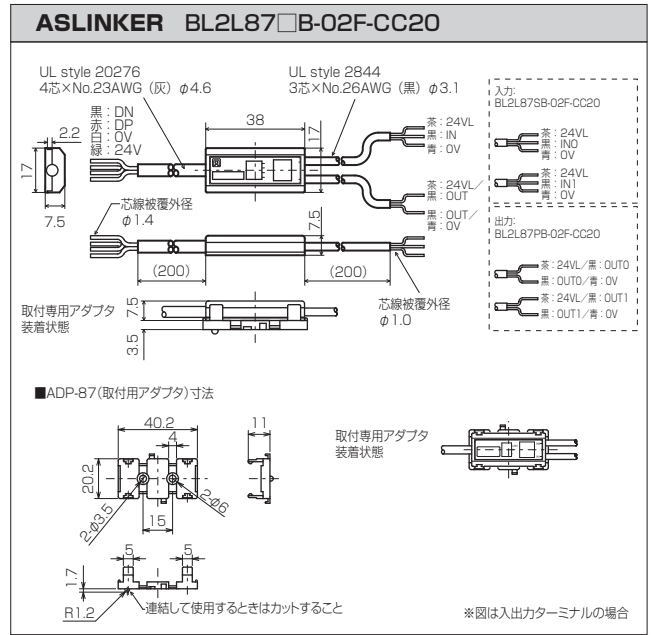 ASLINKER BL2L87□B-02F-CC20
UL style 20276
4芯×No.23AWG（灰）φ4.6
UL style 2844
3芯×No.26AWG（黒）φ3.1
黒：DN
赤：DP
白：0V
緑：24V
2.2
17
7.5
38
17
茶：24VL
黒：IN
青：0V
茶：24VL／
黒：OUT
黒：OUT／
青：0V
入力:
BL2L87SB-02F-CC20
茶：24VL
黒：IN0
青：0V
茶：24VL
黒：IN1
青：0V
出力:
BL2L87PB-02F-CC20
茶：24VL／黒：OUT0
黒：OUT0／青：0V
茶：24VL／黒：OUT1
黒：OUT1／青：0V
芯線被覆外径
φ1.4
7.5
(200)
(200)
芯線被覆外径
φ1.0
取付専用アダプタ
装着状態
7.5
3.5
■ADP-87(取付用アダプタ)寸法
40.2
4
11
20.2
2-φ3.5
15
2-φ6
取付専用アダプタ
装着状態
5
5
1.7
R1.2
連結して使用するときはカットすること
※図は入出力ターミナルの場合